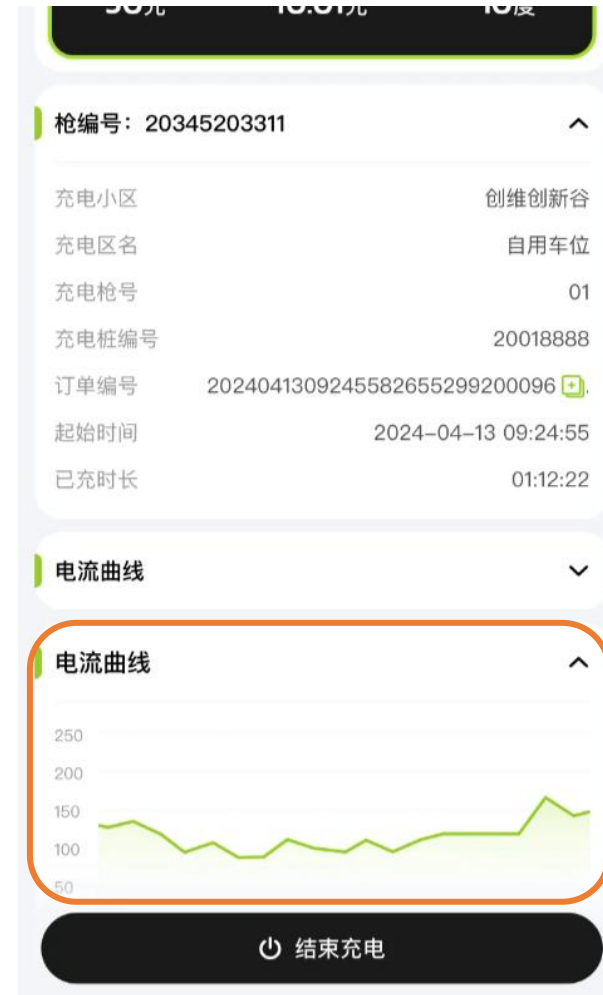 枪编号：20345203311
充电小区 创维创新谷
充电区名 自用车位
充电枪号 01
充电桩编号 20018888
订单编号 20240413092455826552992000​96
起始时间 2024-04-13 09:24:55
已充时长 01:12:22
电流曲线
电流曲线
250
200
150
100
50
结束充电